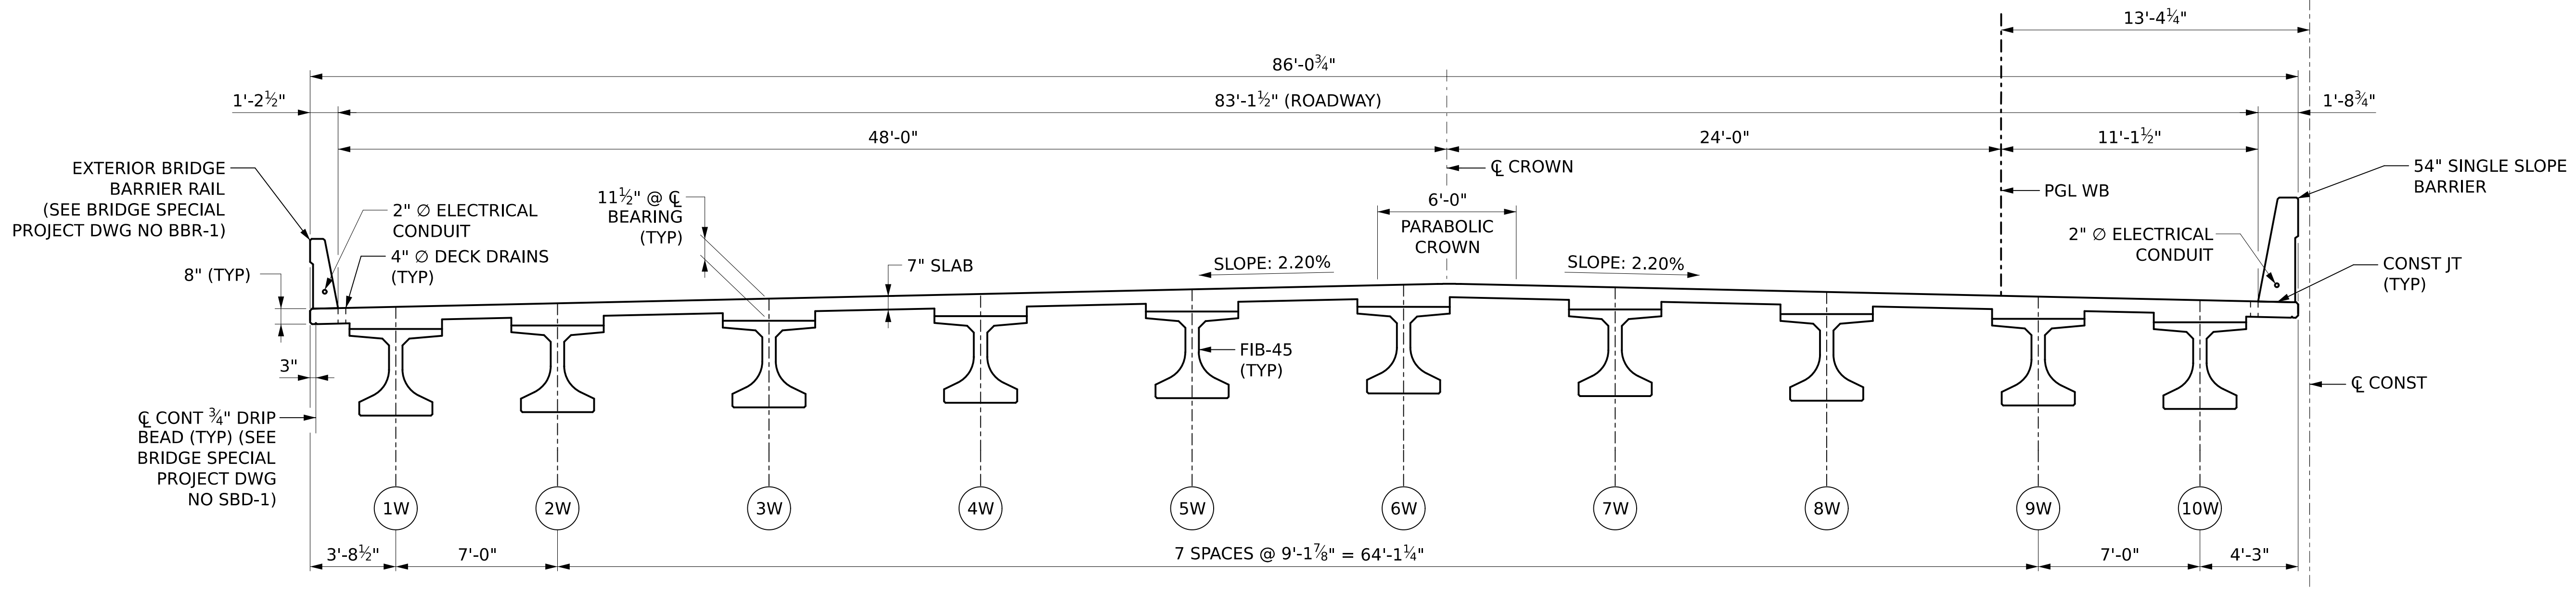 13'-4¼"
86'-0¾"
1'-2½"
83'-1½" (ROADWAY)
1'-8¾"
48'-0"
24'-0"
11'-1½"
℄ CROWN
EXTERIOR BRIDGE
BARRIER RAIL
(SEE BRIDGE SPECIAL
PROJECT DWG NO BBR-1)
2" ∅ ELECTRICAL
CONDUIT
4" ∅ DECK DRAINS
(TYP)
8" (TYP)
11½" @ ℄
BEARING
(TYP)
7" SLAB
SLOPE: 2.20%
6'-0"
PARABOLIC
CROWN
SLOPE: 2.20%
PGL WB
54" SINGLE SLOPE
BARRIER
2" ∅ ELECTRICAL
CONDUIT
CONST JT
(TYP)
FIB-45
(TYP)
3"
℄ CONST
℄ CONT ¾" DRIP
BEAD (TYP) (SEE
BRIDGE SPECIAL
PROJECT DWG
NO SBD-1)
1W
2W
3W
4W
5W
6W
7W
8W
9W
10W
3'-8½"
7'-0"
7 SPACES @ 9'-1⅞" = 64'-1¼"
7'-0"
4'-3"